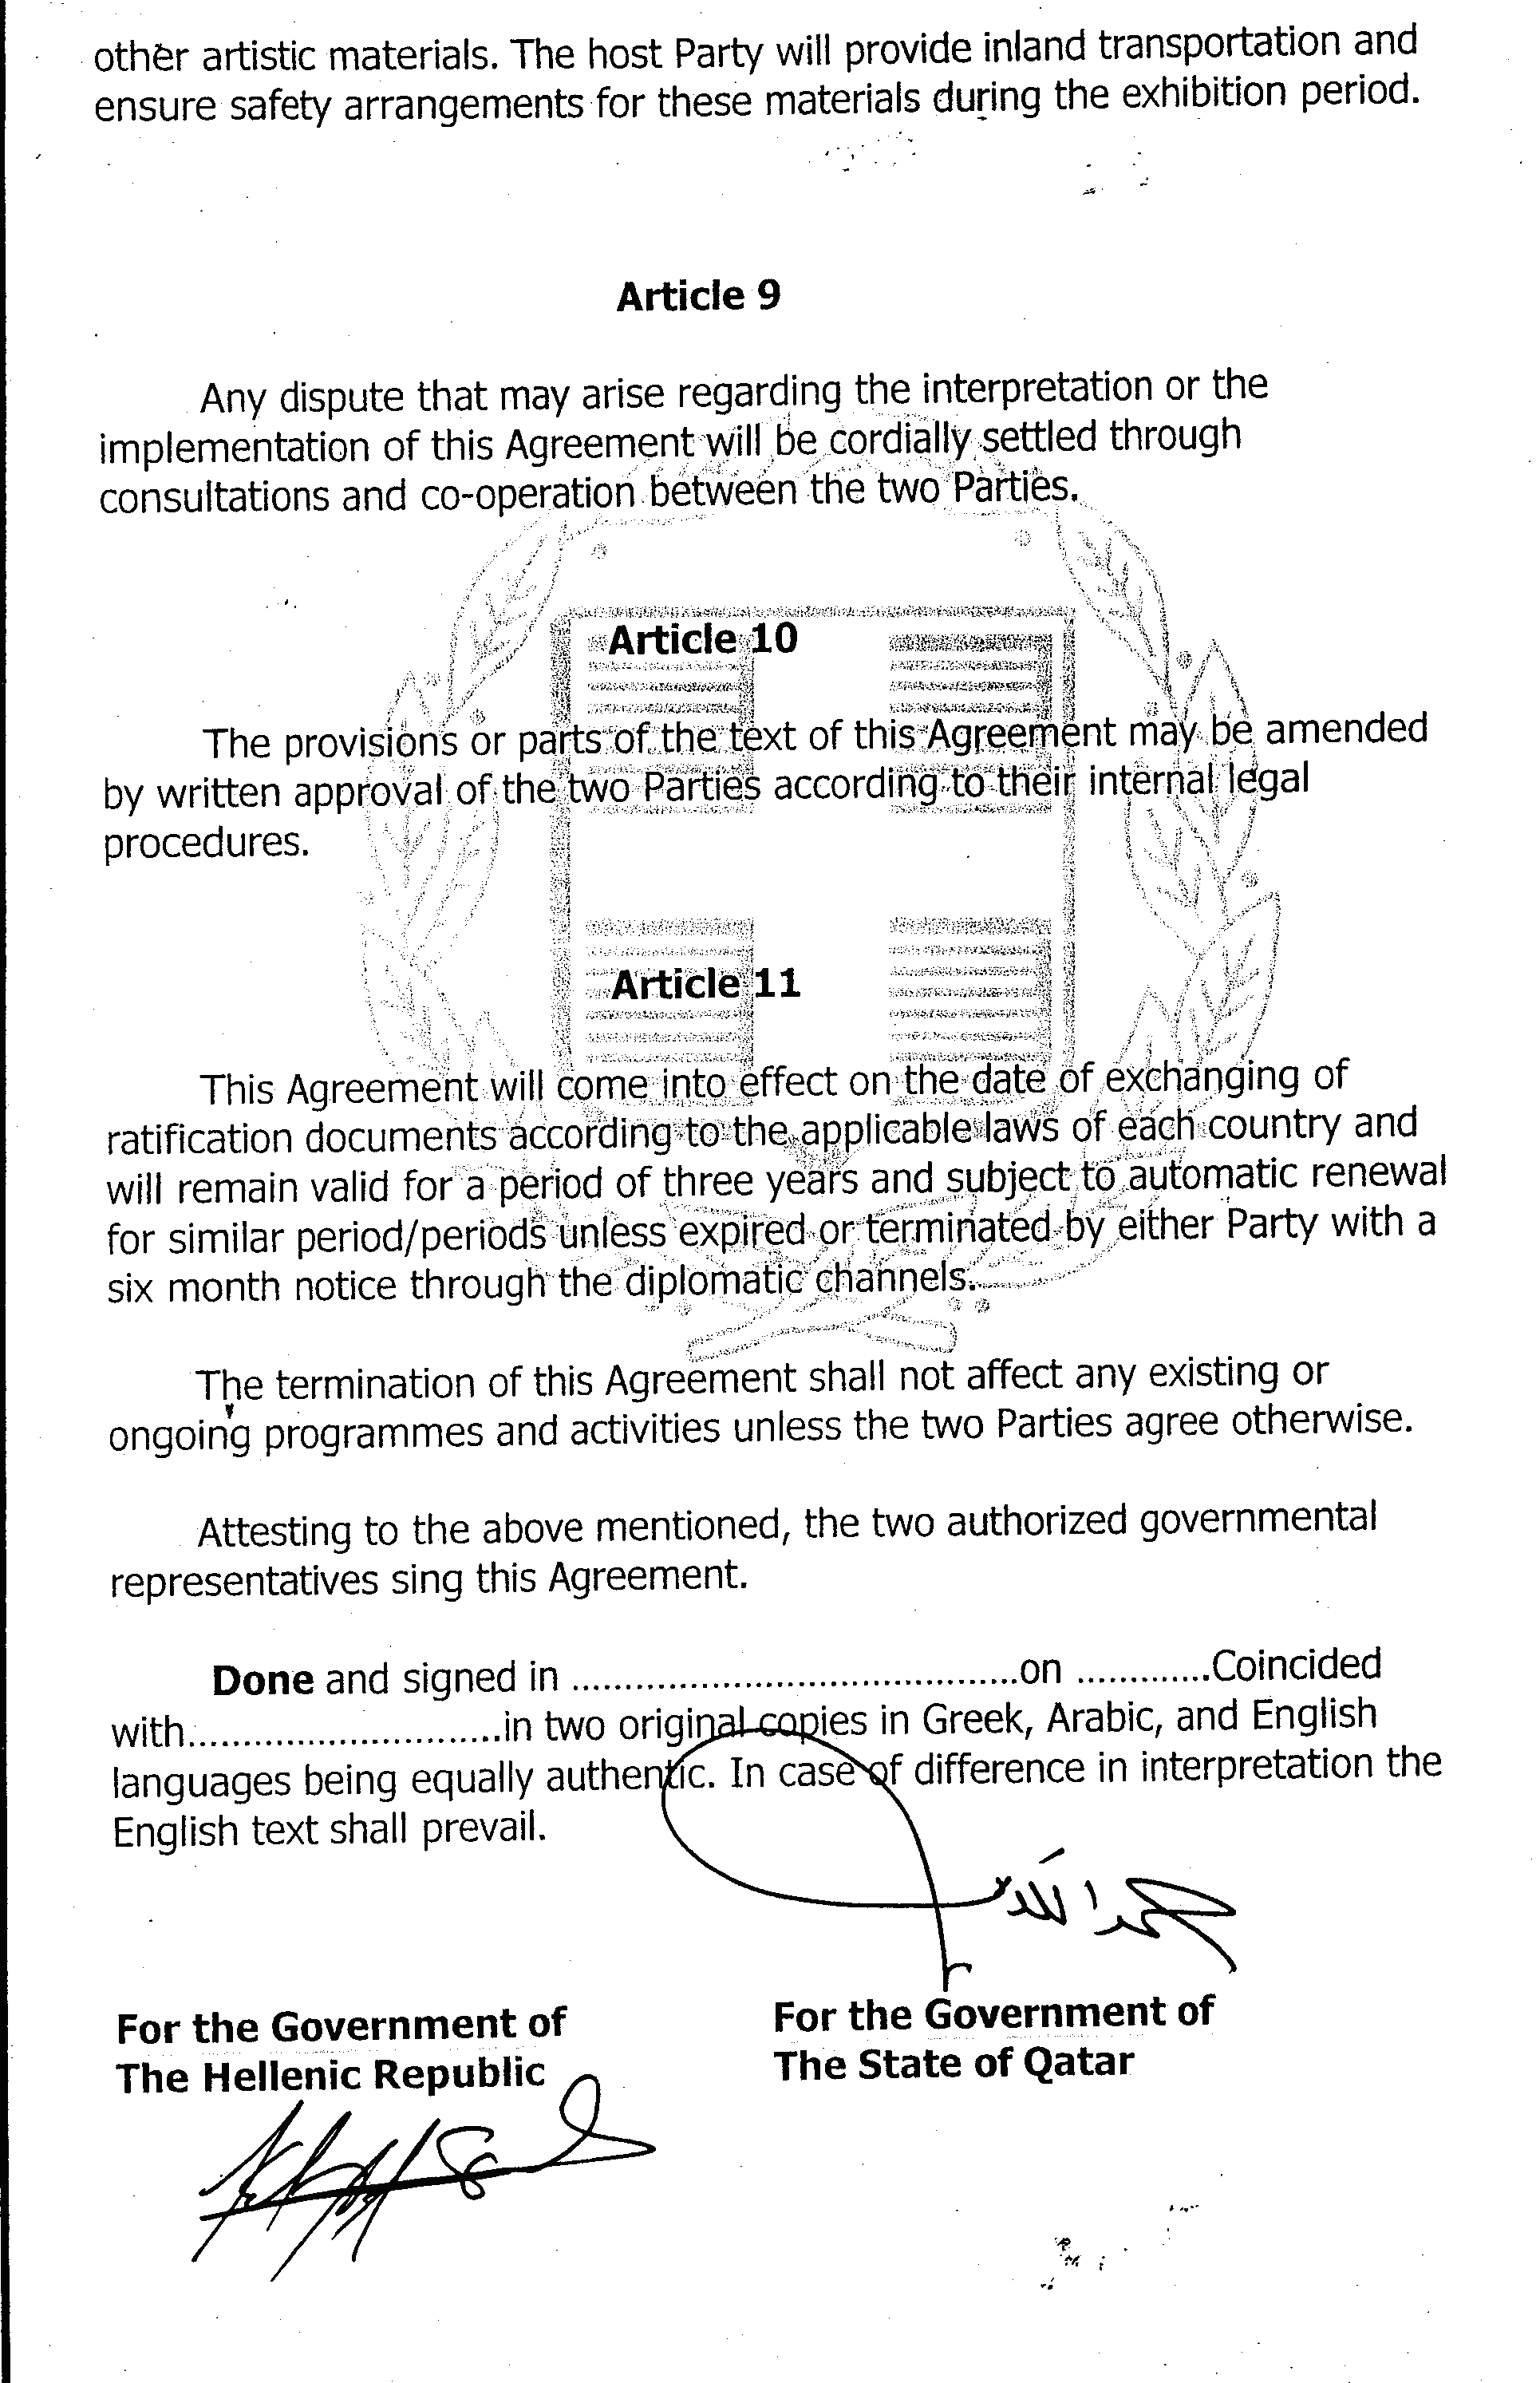 other artistic materials. The host Party will provide inland transportation and
ensure safety arrangements for these materials during the exhibition period.
Article 9
Any dispute that may arise regarding the interpretation or the
implementation of this Agreement will be cordially settled through
consultations and co-operation between the two Parties.
Article 10
The provisions or parts of the text of this Agreement may be amended
by written approval of the two Parties according to their internal legal
procedures.
Article 11
This Agreement will come into effect on the date of exchanging of
ratification documents according to the applicable laws of each country and
will remain valid for a period of three years and subject to automatic renewal
for similar period/periods unless expired or terminated by either Party with a
six month notice through the diplomatic channels.
The termination of this Agreement shall not affect any existing or
ongoing programmes and activities unless the two Parties agree otherwise.
Attesting to the above mentioned, the two authorized governmental
representatives sing this Agreement.
Done and signed in ............................................on .............Coincided
with..............................in two original copies in Greek, Arabic, and English
languages being equally authentic. In case of difference in interpretation the
English text shall prevail.
For the Government of
The Hellenic Republic
For the Government of
The State of Qatar